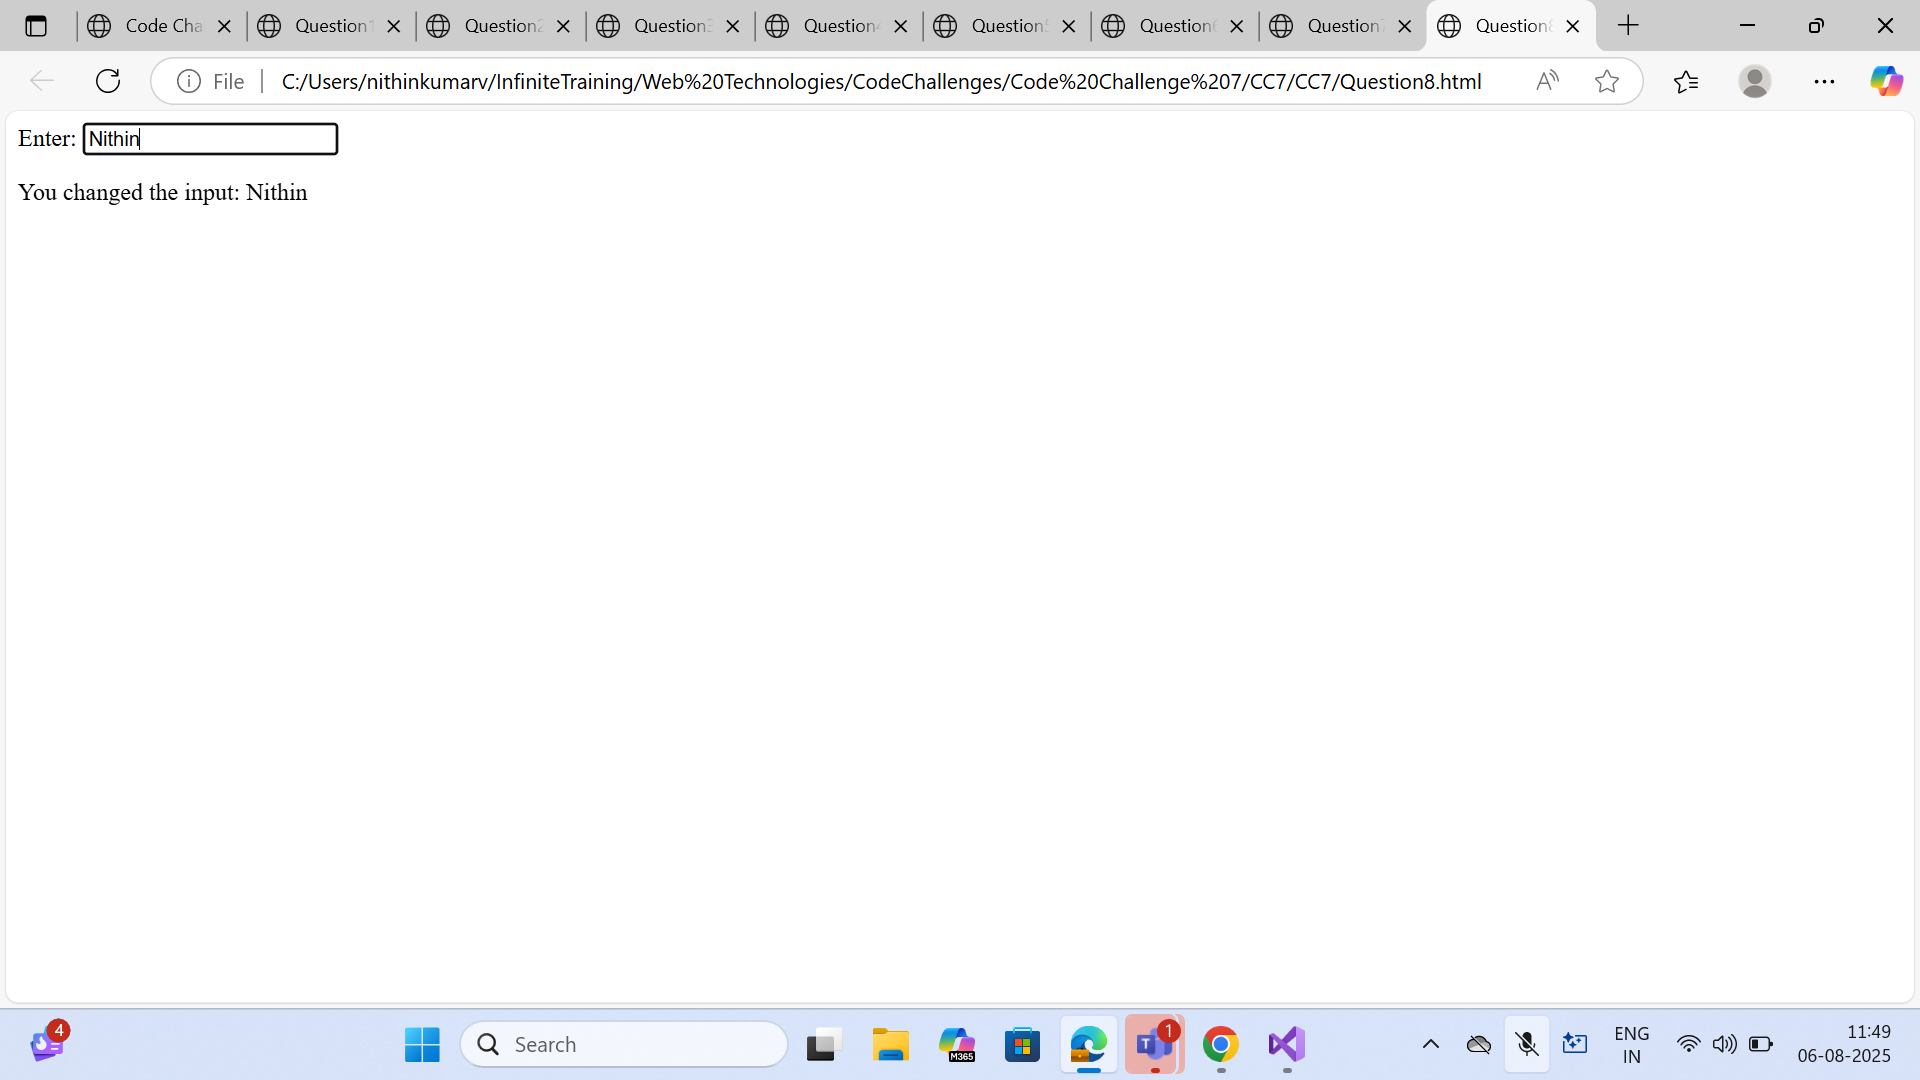 Code Cha
Question1
Question2
Question3
Question4
Question5
Question6
Question7
Question8
File
C:/Users/nithinkumarv/InfiniteTraining/Web%20Technologies/CodeChallenges/Code%20Challenge%207/CC7/CC7/Question8.html
Enter: Nithin
You changed the input: Nithin
4
Search
M365
T
1
ENG
IN
11:49
06-08-2025